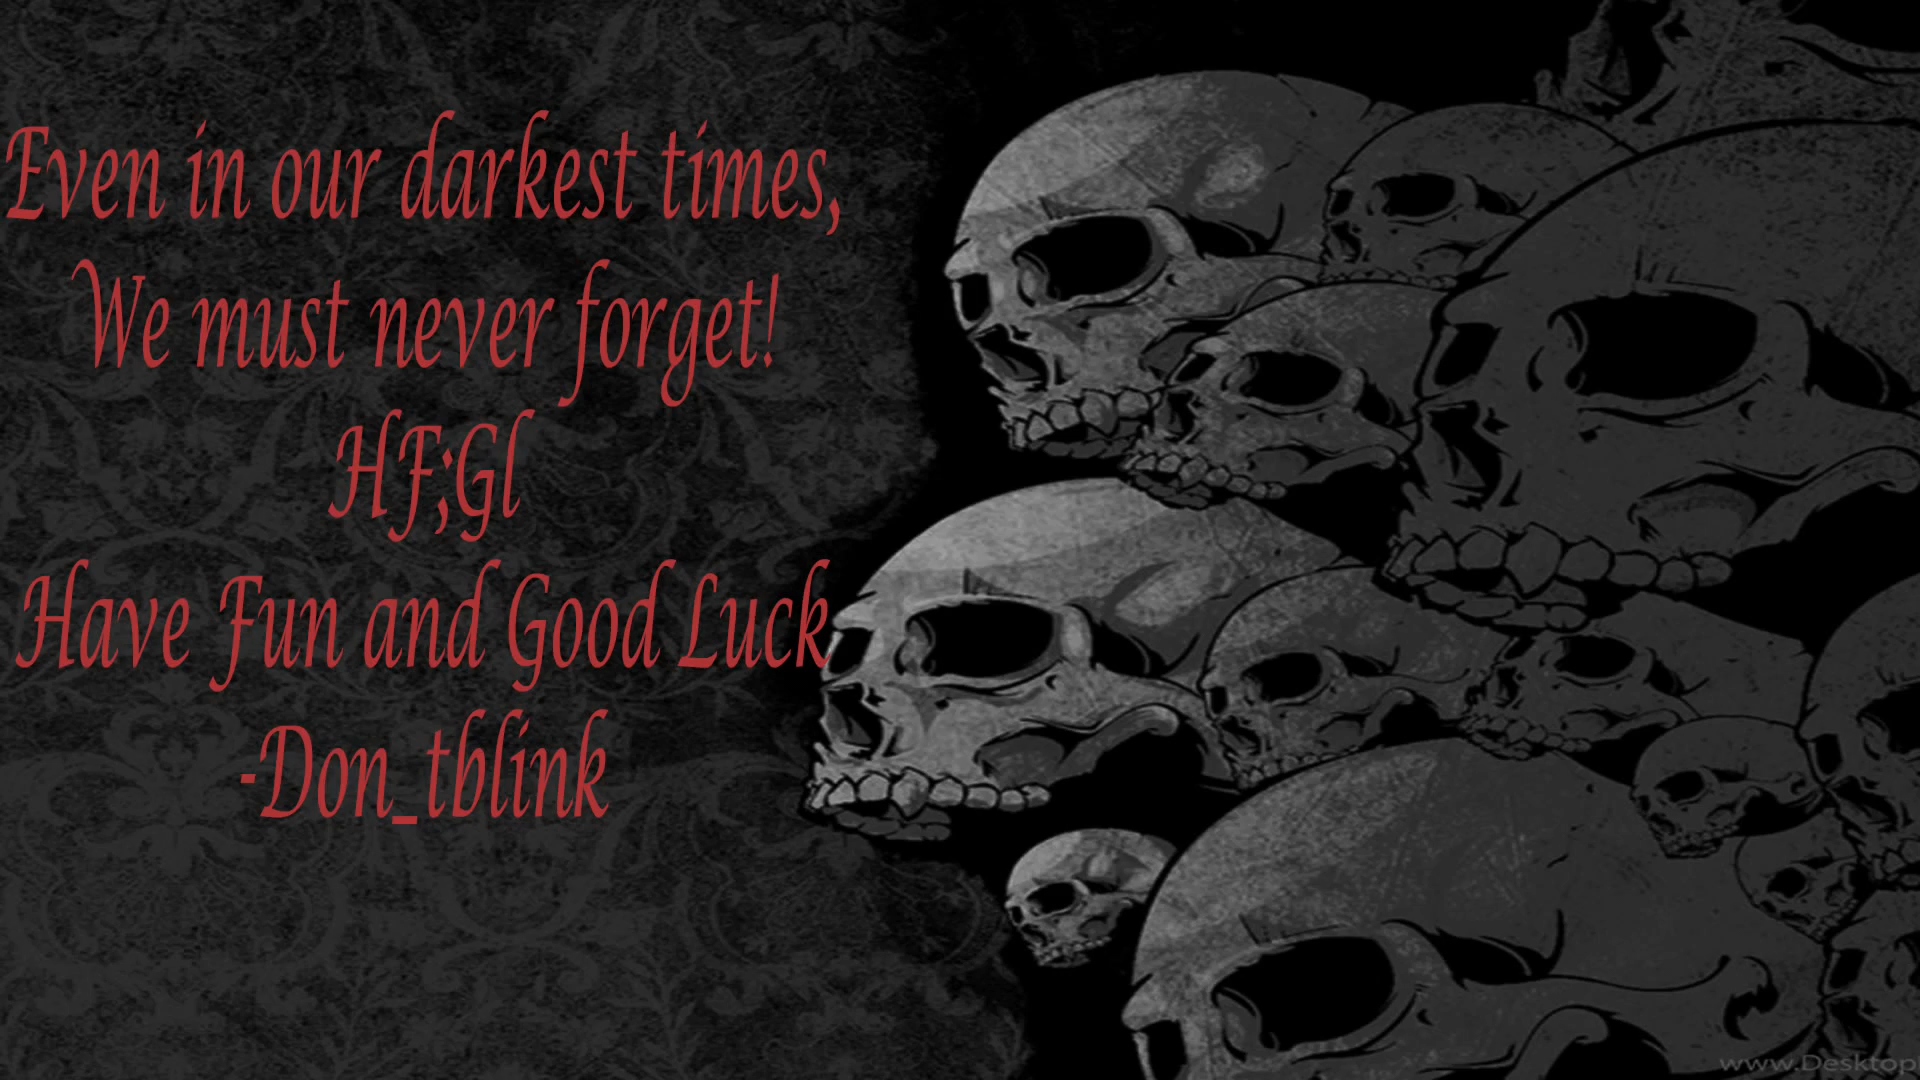 Even in our darkest times,
We must never forget!
HF;Gl
Have Fun and Good Luck
-Don_tblink
www.Desktop